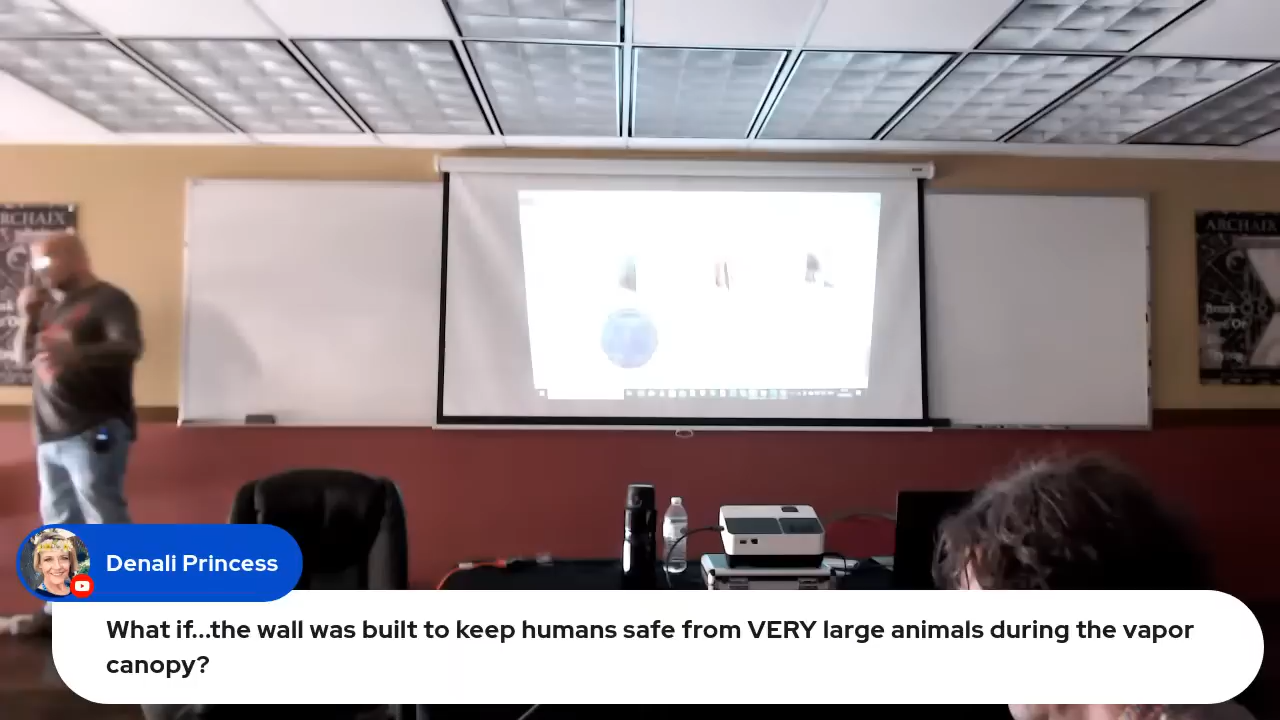 ARCHAIX
ARCHAIX
Break
Denali Princess
What if...the wall was built to keep humans safe from VERY large animals during the vapor
canopy?